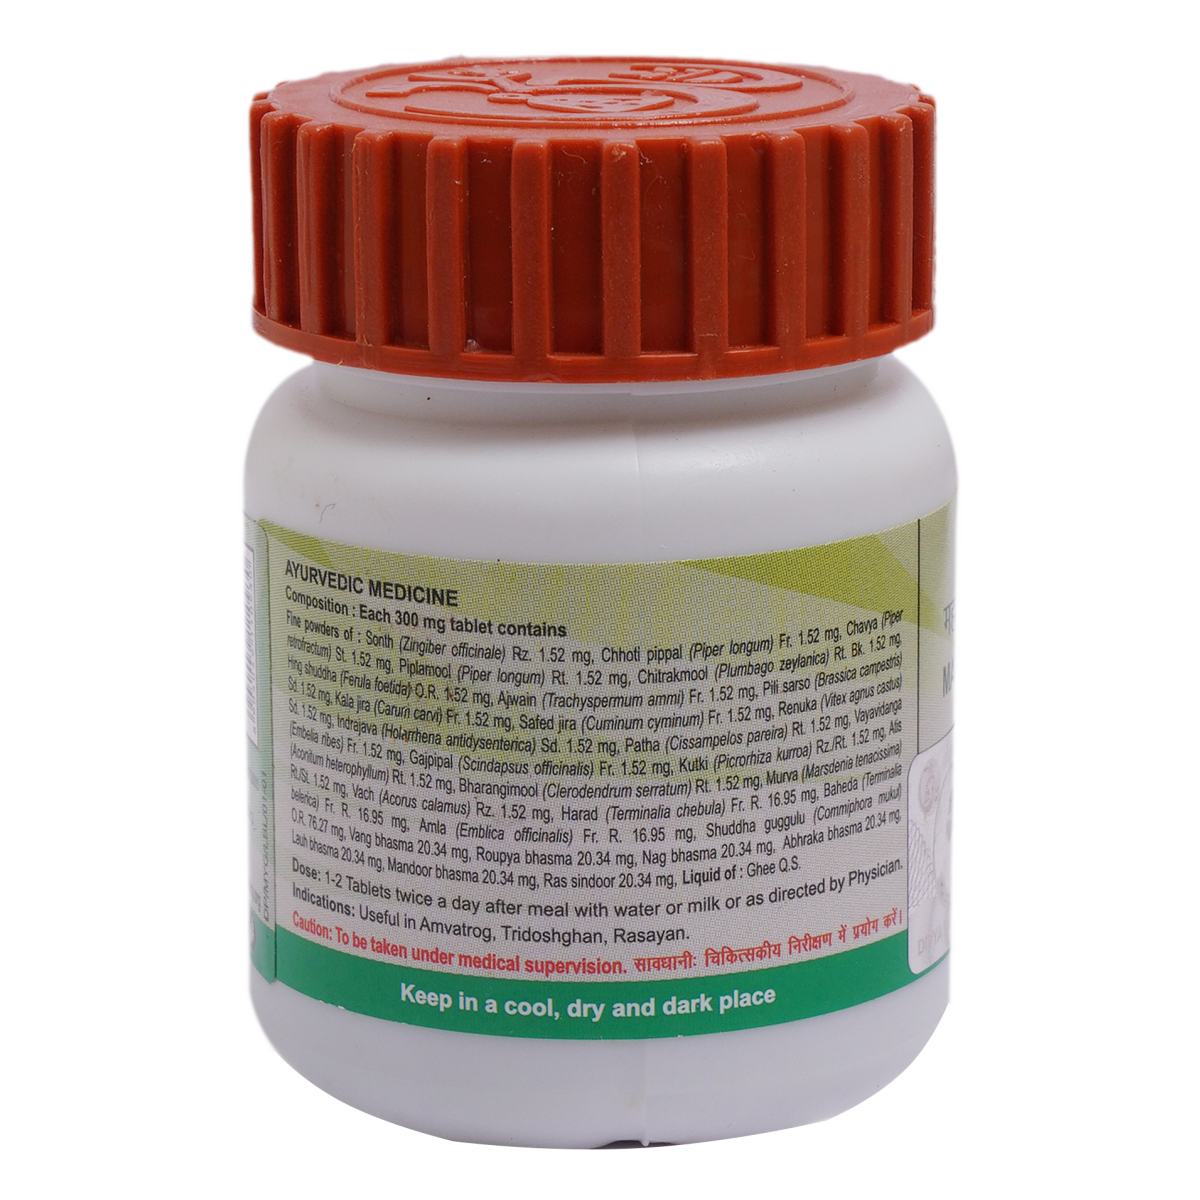 AYURVEDIC MEDICINE
Composition : Each 300 mg tablet contains
Fine powders of : Sonth (Zingiber officinale) Rz. 1.52 mg, Chhoti pippal (Piper longum) Fr. 1.52 mg, Chavya (Piper
retrofractum) St. 1.52 mg, Piplamool (Piper longum) Rt. 1.52 mg, Chitrakmool (Plumbago zeylanica) Rt. Bk. 1.52 mg,
Hing shuddha (Ferula foetida) O.R. 1.52 mg, Ajwain (Trachyspermum ammi) Fr. 1.52 mg, Pili sarso (Brassica campestris)
Sd. 1.52 mg, Kala jira (Carum carvi) Fr. 1.52 mg, Safed jira (Cuminum cyminum) Fr. 1.52 mg, Renuka (Vitex agnus castus)
Sd. 1.52 mg, Indrajava (Holarrhena antidysenterica) Sd. 1.52 mg, Patha (Cissampelos pareira) Rt. 1.52 mg, Vayavidanga
(Embelia ribes) Fr. 1.52 mg, Gajpipal (Scindapsus officinalis) Fr. 1.52 mg, Kutki (Picrorhiza kurroa) Rz./Rt. 1.52 mg, Atis
(Aconitum heterophyllum) Rt. 1.52 mg, Bharangimool (Clerodendrum serratum) Rt. 1.52 mg, Murva (Marsdenia tenacissima)
Rt./St. 1.52 mg, Vach (Acorus calamus) Rz. 1.52 mg, Harad (Terminalia chebula) Fr. R. 16.95 mg, Baheda (Terminalia
belerica) Fr. R. 16.95 mg, Amla (Emblica officinalis) Fr. R. 16.95 mg, Shuddha guggulu (Commiphora mukul)
O.R. 76.27 mg, Vang bhasma 20.34 mg, Roupya bhasma 20.34 mg, Nag bhasma 20.34 mg, Abhraka bhasma 20.34 mg,
Lauh bhasma 20.34 mg, Mandoor bhasma 20.34 mg, Ras sindoor 20.34 mg, Liquid of : Ghee Q.S.
Dose: 1-2 Tablets twice a day after meal with water or milk or as directed by Physician.
Indications: Useful in Amvatrog, Tridoshghan, Rasayan.
Caution: To be taken under medical supervision. सावधानी: चिकित्सकीय निरीक्षण में प्रयोग करें।
Keep in a cool, dry and dark place